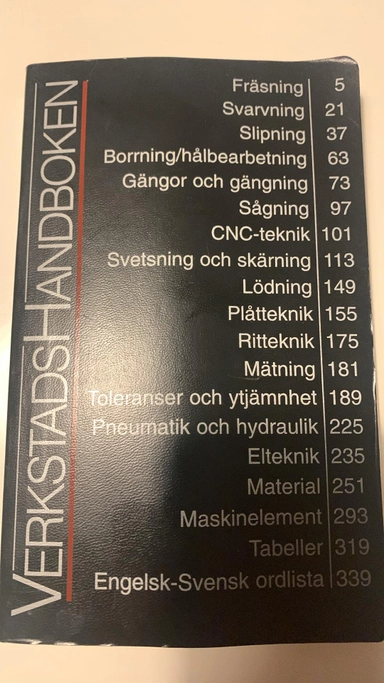 VERKSTADSHANDBOKEN
Fräsning 5
Svarvning 21
Slipning 37
Borrning/hålbearbetning 63
Gängor och gängning 73
Sågning 97
CNC-teknik 101
Svetsning och skärning 113
Lödning 149
Plåtteknik 155
Ritteknik 175
Mätning 181
Toleranser och ytjämnhet 189
Pneumatik och hydraulik 225
Elteknik 235
Material 251
Maskinelement 293
Tabeller 319
Engelsk-Svensk ordlista 339